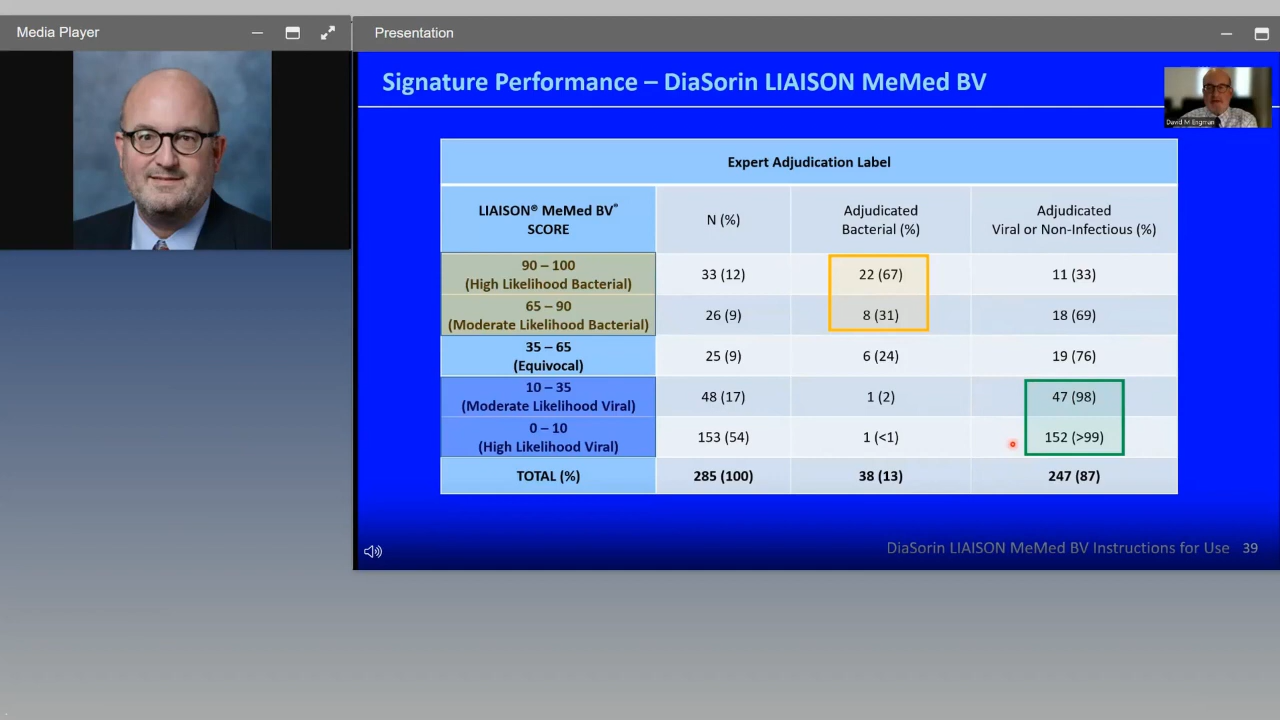 Media Player
Presentation
Signature Performance – DiaSorin LIAISON MeMed BV
David M Engman
Expert Adjudication Label
LIAISON® MeMed BV®
SCORE
N (%)
Adjudicated
Bacterial (%)
Adjudicated
Viral or Non-Infectious (%)
90 – 100
(High Likelihood Bacterial)
33 (12)
22 (67)
11 (33)
65 – 90
(Moderate Likelihood Bacterial)
26 (9)
8 (31)
18 (69)
35 – 65
(Equivocal)
25 (9)
6 (24)
19 (76)
10 – 35
(Moderate Likelihood Viral)
48 (17)
1 (2)
47 (98)
0 – 10
(High Likelihood Viral)
153 (54)
1 (<1)
152 (>99)
TOTAL (%)
285 (100)
38 (13)
247 (87)
DiaSorin LIAISON MeMed BV Instructions for Use 39